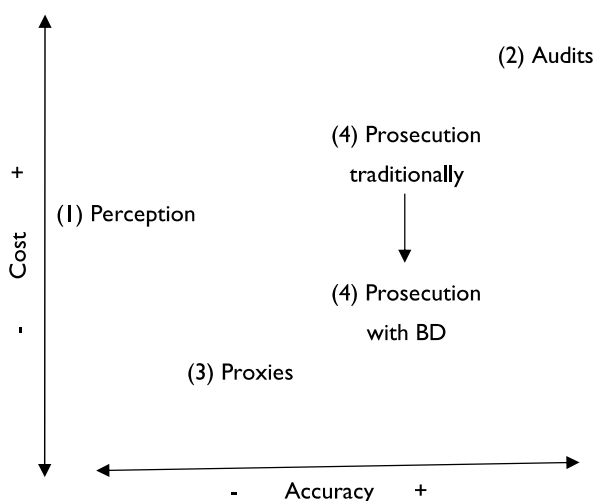 (2) Audits
(4) Prosecution
traditionally
(1) Perception
(4) Prosecution
with BD
(3) Proxies
- Cost +
- Accuracy +